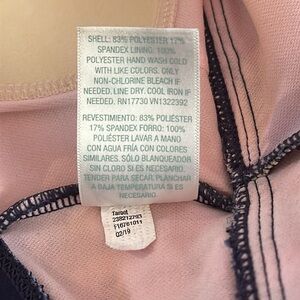 SHELL: 83% POLYESTER 17%
SPANDEX LINING: 100%
POLYESTER HAND WASH COLD
WITH LIKE COLORS. ONLY
NON-CHLORINE BLEACH IF
NEEDED. LINE DRY. COOL IRON IF
NEEDED. RN17730 VN1322392
REVESTIMIENTO: 83% POLIÉSTER
17% SPANDEX FORRO: 100%
POLIÉSTER LAVAR A MANO
CON AGUA FRÍA CON COLORES
SIMILARES. SÓLO BLANQUEADOR
SIN CLORO SI ES NECESARIO.
TENDER PARA SECAR. PLANCHAR
A BAJA TEMPERATURA SI ES
NECESARIO.
Target
02/19